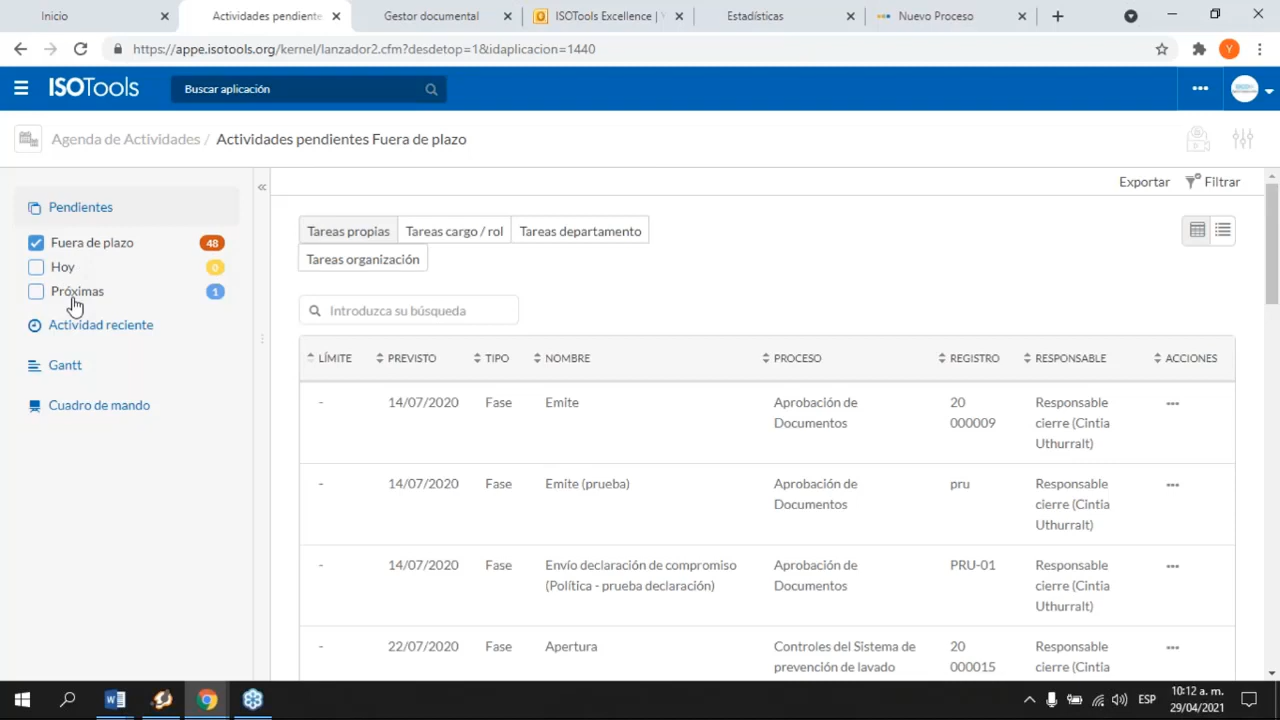 Inicio
Actividades pendiente
Gestor documental
ISOTools Excellence |
Estadísticas
Nuevo Proceso
https://appe.isotools.org/kernel/lanzador2.cfm?desdetop=1&idaplicacion=1440
Y
ISOTools
Buscar aplicación
Agenda de Actividades / Actividades pendientes Fuera de plazo
Exportar
Filtrar
Pendientes
Fuera de plazo 48
Hoy 0
Próximas 1
Actividad reciente
Gantt
Cuadro de mando
Tareas propias Tareas cargo / rol Tareas departamento
Tareas organización
Introduzca su búsqueda
LÍMITE PREVISTO TIPO NOMBRE PROCESO REGISTRO RESPONSABLE ACCIONES
- 14/07/2020 Fase Emite Aprobación de 20 Responsable
Documentos 000009 cierre (Cintia
Uthurralt)
- 14/07/2020 Fase Emite (prueba) Aprobación de pru Responsable
Documentos cierre (Cintia
Uthurralt)
- 14/07/2020 Fase Envío declaración de compromiso Aprobación de PRU-01 Responsable
(Política - prueba declaración) Documentos cierre (Cintia
Uthurralt)
- 22/07/2020 Fase Apertura Controles del Sistema de 20 Responsable
prevención de lavado 000015 cierre (Cintia
ESP
10:12 a. m.
29/04/2021